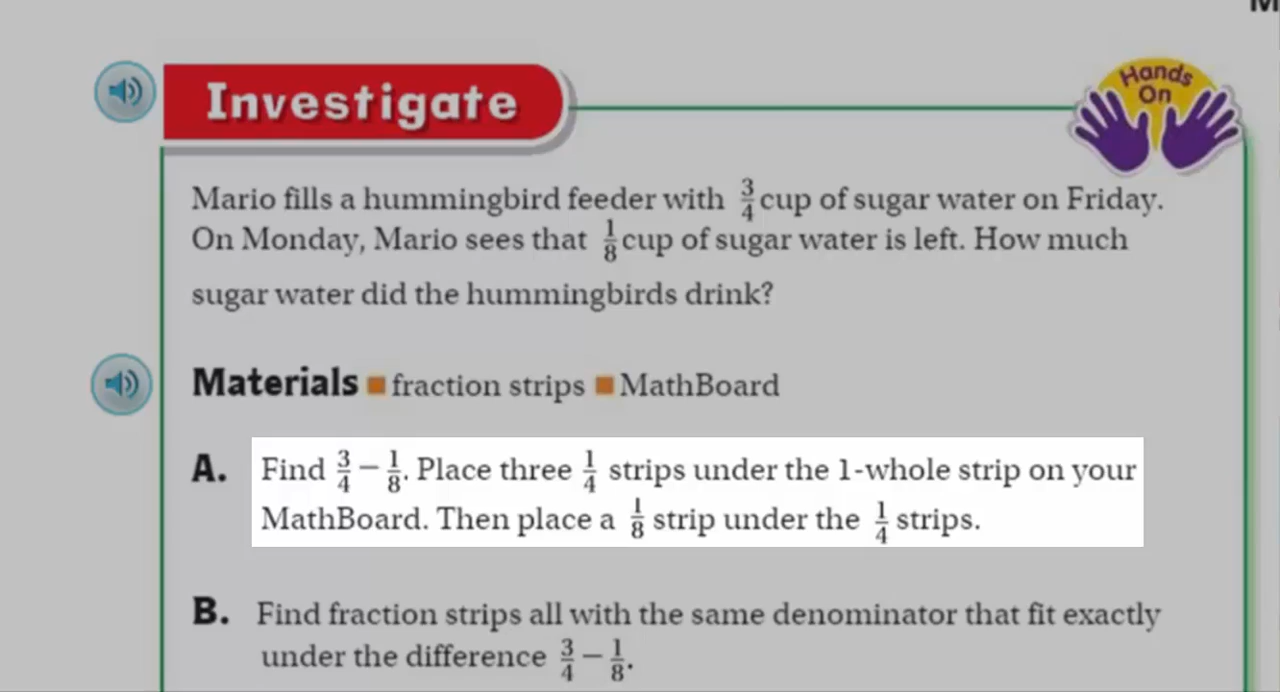 Investigate
Hands
On
Mario fills a hummingbird feeder with 3/4 cup of sugar water on Friday.
On Monday, Mario sees that 1/8 cup of sugar water is left. How much
sugar water did the hummingbirds drink?
Materials ■ fraction strips ■ MathBoard
A. Find 3/4 − 1/8. Place three 1/4 strips under the 1-whole strip on your
MathBoard. Then place a 1/8 strip under the 1/4 strips.
B. Find fraction strips all with the same denominator that fit exactly
under the difference 3/4 − 1/8.